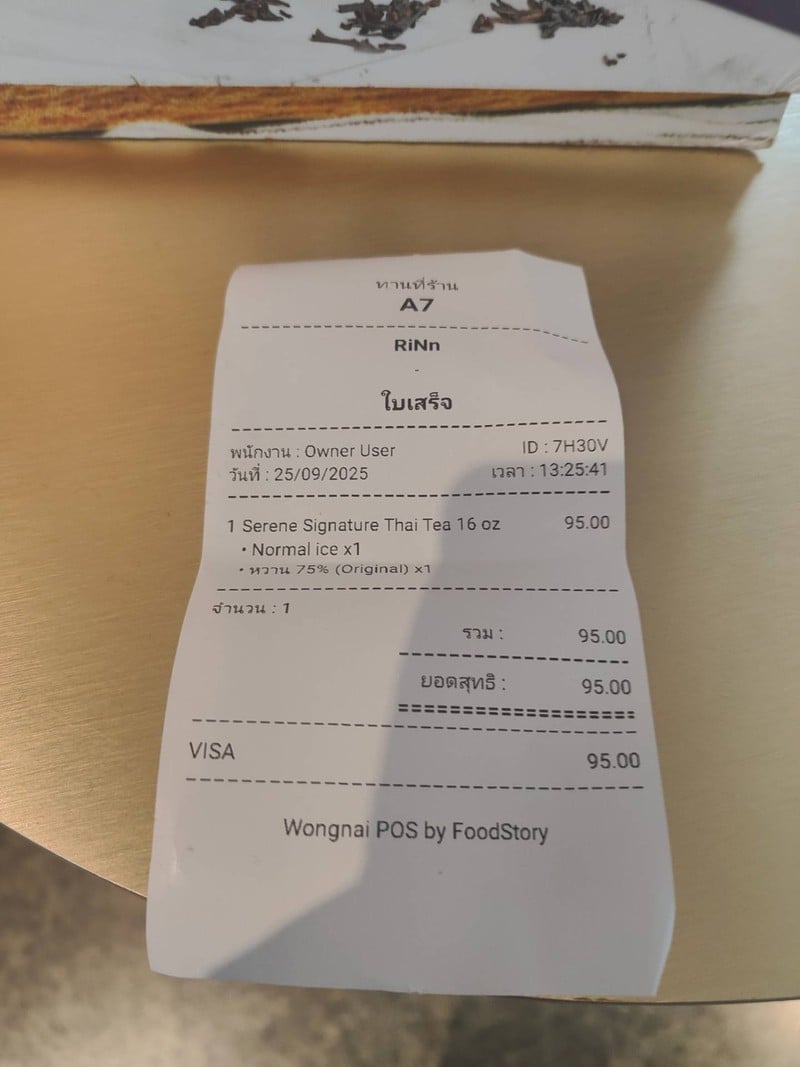 ทานที่ร้าน
A7
RiNn
-
ใบเสร็จ
พนักงาน : Owner User ID : 7H30V
วันที่ : 25/09/2025 เวลา : 13:25:41
1 Serene Signature Thai Tea 16 oz 95.00
• Normal ice x1
• หวาน 75% (Original) x1
จำนวน : 1
รวม : 95.00
ยอดสุทธิ : 95.00
VISA 95.00
Wongnai POS by FoodStory